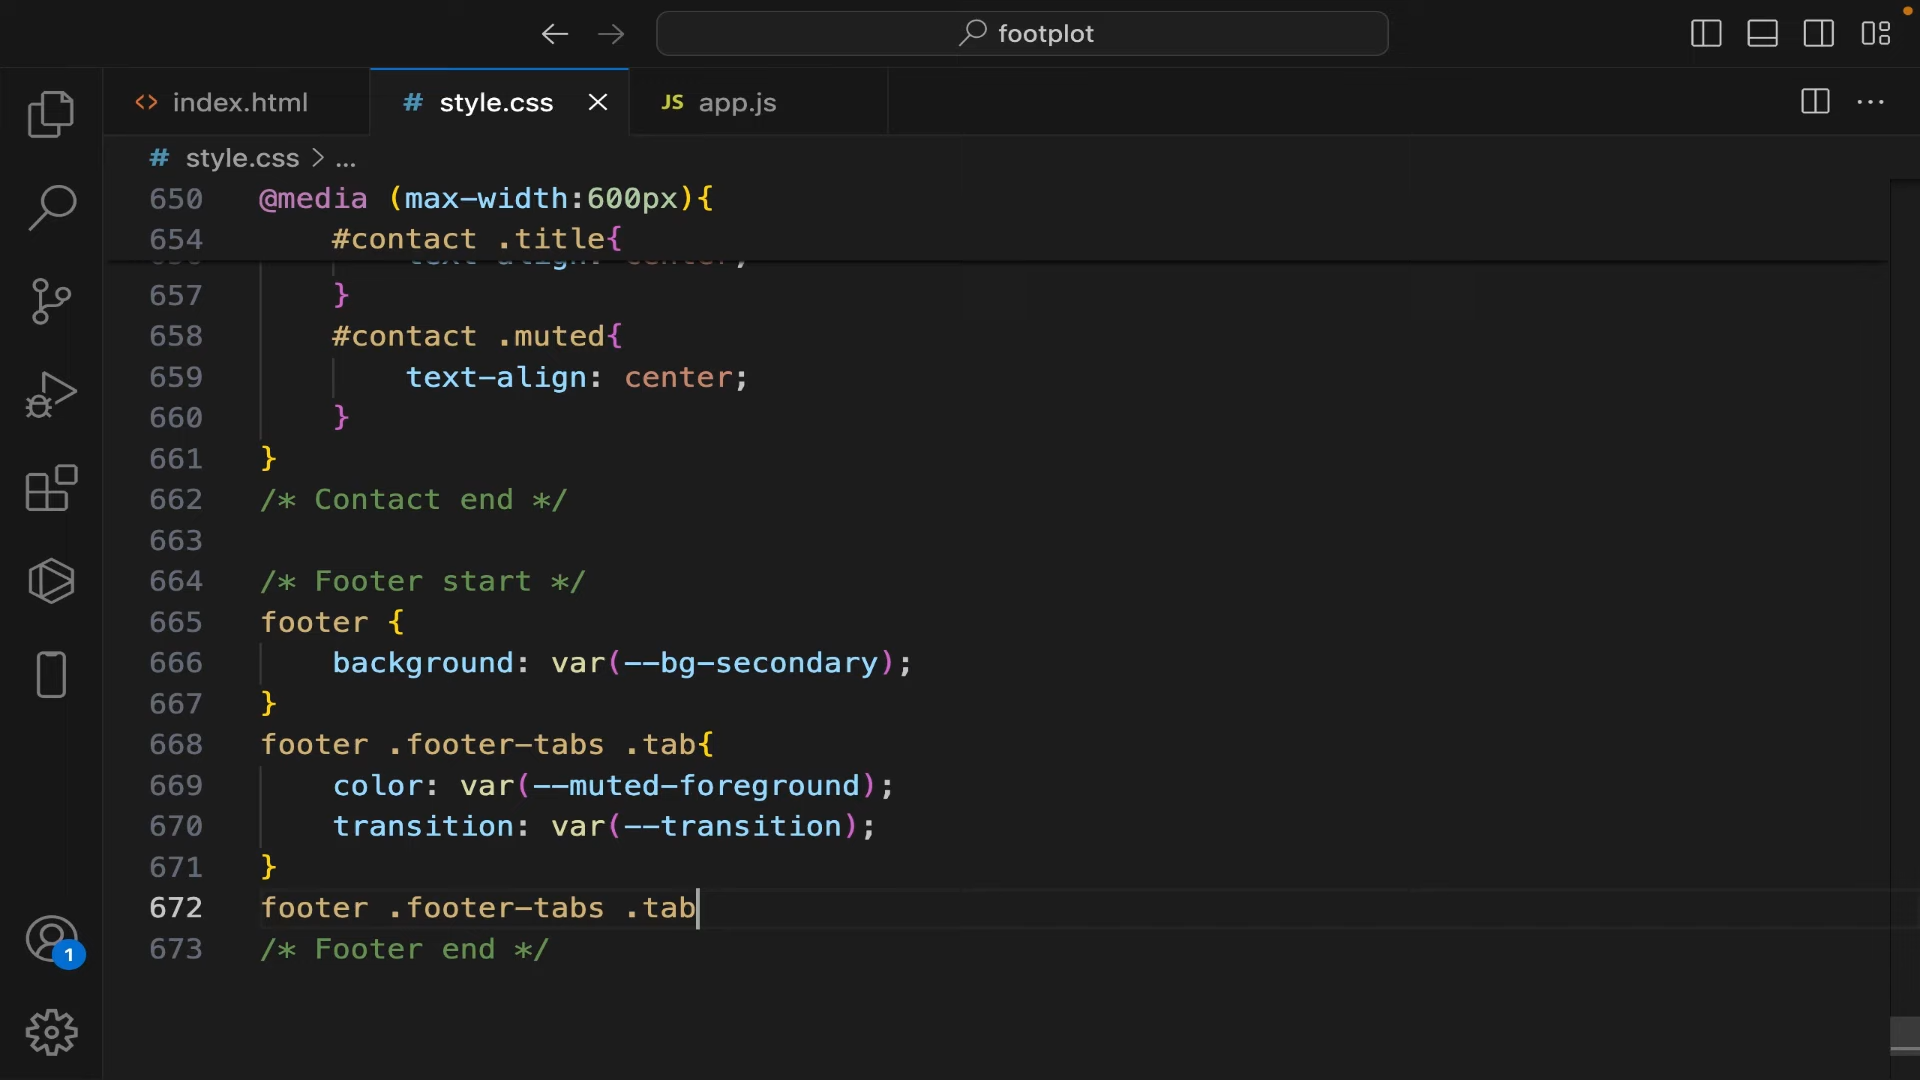 footplot
index.html
style.css
JS app.js
# style.css > ...
650 @media (max-width:600px){
654 #contact .title{
657 }
658 #contact .muted{
659 text-align: center;
660 }
661 }
662 /* Contact end */
663
664 /* Footer start */
665 footer {
666 background: var(--bg-secondary);
667 }
668 footer .footer-tabs .tab{
669 color: var(--muted-foreground);
670 transition: var(--transition);
671 }
672 footer .footer-tabs .tab
673 /* Footer end */
1